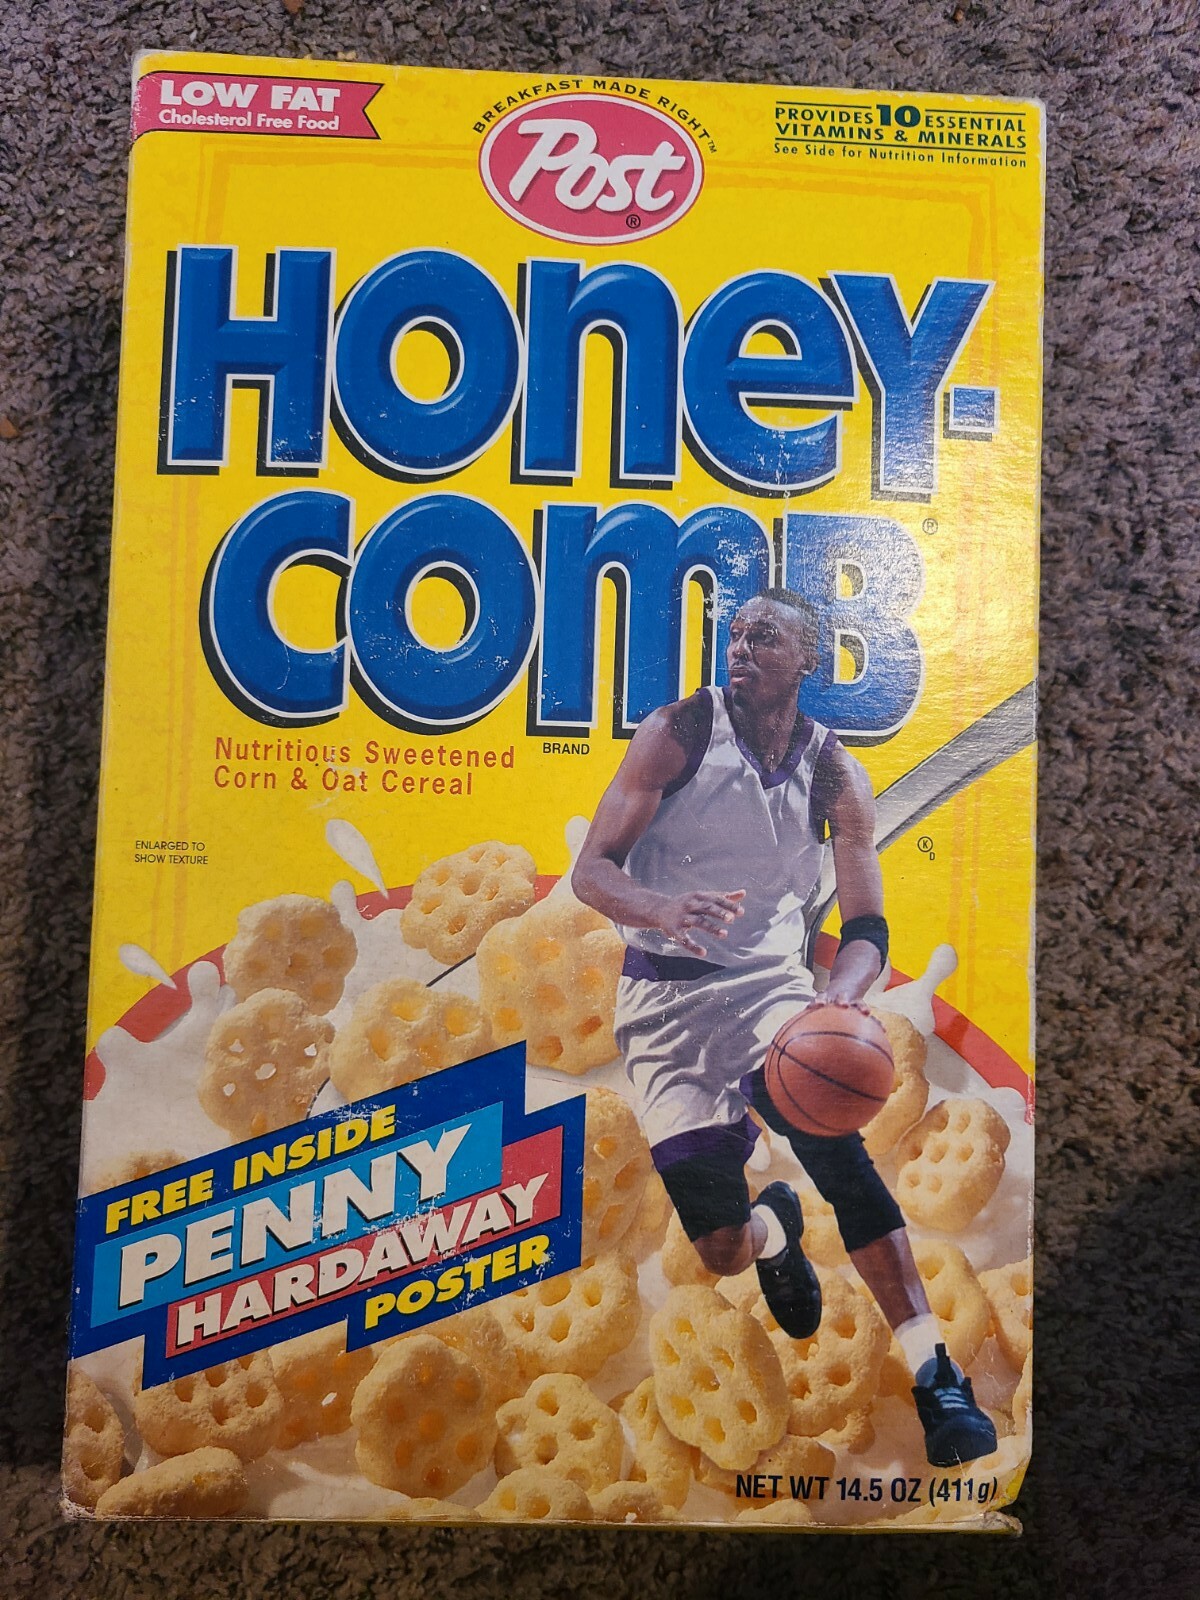 LOW FAT
Cholesterol Free Food
BREAKFAST MADE RIGHT™
Post®
PROVIDES 10 ESSENTIAL
VITAMINS & MINERALS
See Side for Nutrition Information
HONEY-
COMB®
BRAND
Nutritious Sweetened
Corn & Oat Cereal
ENLARGED TO
SHOW TEXTURE
K
D
FREE INSIDE
PENNY
HARDAWAY
POSTER
NET WT 14.5 OZ (411g)